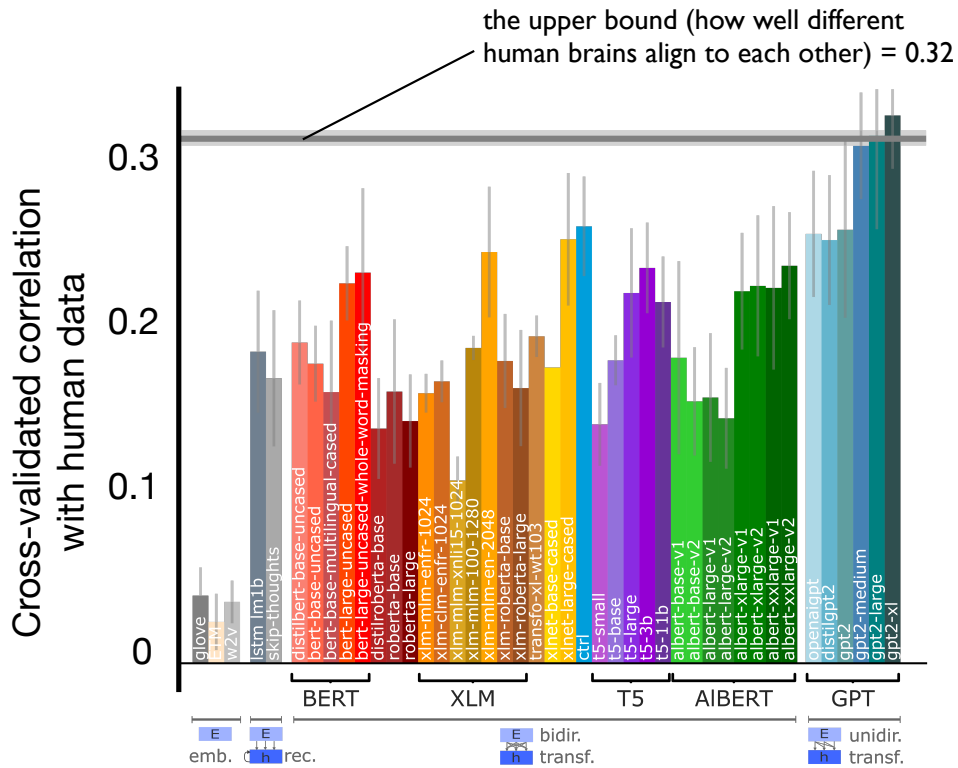 the upper bound (how well different
human brains align to each other) = 0.32
Cross-validated correlation
with human data
0.3
0.2
0.1
0
glove
ETM
w2v
lstm lm1b
skip-thoughts
distilbert-base-uncased
bert-base-uncased
bert-base-multilingual-cased
bert-large-uncased
bert-large-uncased-whole-word-masking
distilroberta-base
roberta-base
roberta-large
xlm-mlm-enfr-1024
xlm-clm-enfr-1024
xlm-mlm-xnli15-1024
xlm-mlm-100-1280
xlm-mlm-en-2048
xlm-roberta-base
xlm-roberta-large
transfo-xl-wt103
xlnet-base-cased
xlnet-large-cased
ctrl
t5-small
t5-base
t5-large
t5-3b
t5-11b
albert-base-v1
albert-base-v2
albert-large-v1
albert-large-v2
albert-xlarge-v1
albert-xlarge-v2
albert-xxlarge-v1
albert-xxlarge-v2
openaigpt
distilgpt2
gpt2
gpt2-medium
gpt2-large
gpt2-xl
BERT
XLM
T5
AlBERT
GPT
E
emb.
E
h
rec.
E
bidir.
h
transf.
E
unidir.
h
transf.